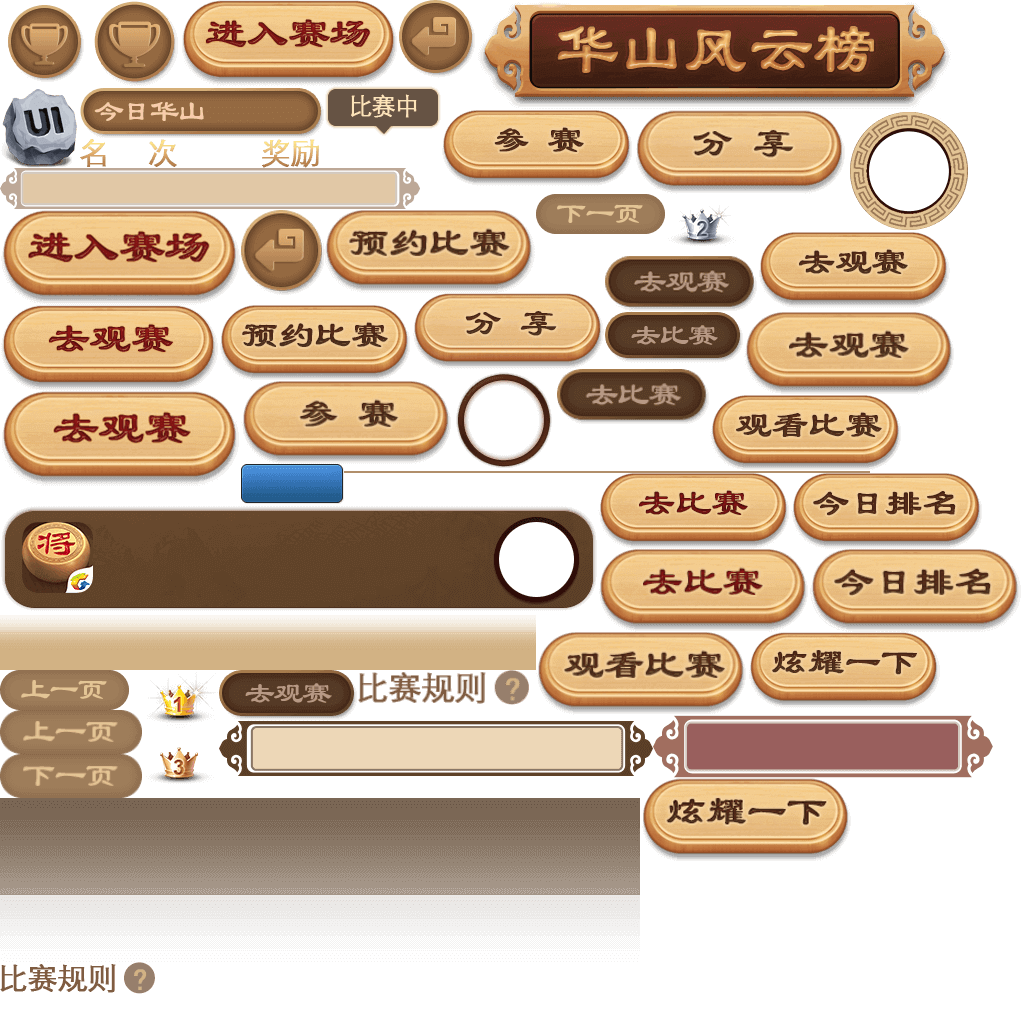 进入赛场
华山风云榜
今日华山
比赛中
UI
名 次 奖励
参 赛
分 享
下一页
2
进入赛场
预约比赛
去观赛
去观赛
去观赛
预约比赛
分 享
去比赛
去观赛
去观赛
参 赛
去比赛
观看比赛
去比赛
今日排名
将
去比赛
今日排名
观看比赛
炫耀一下
上一页
1
去观赛
比赛规则 ?
上一页
3
下一页
炫耀一下
比赛规则 ?